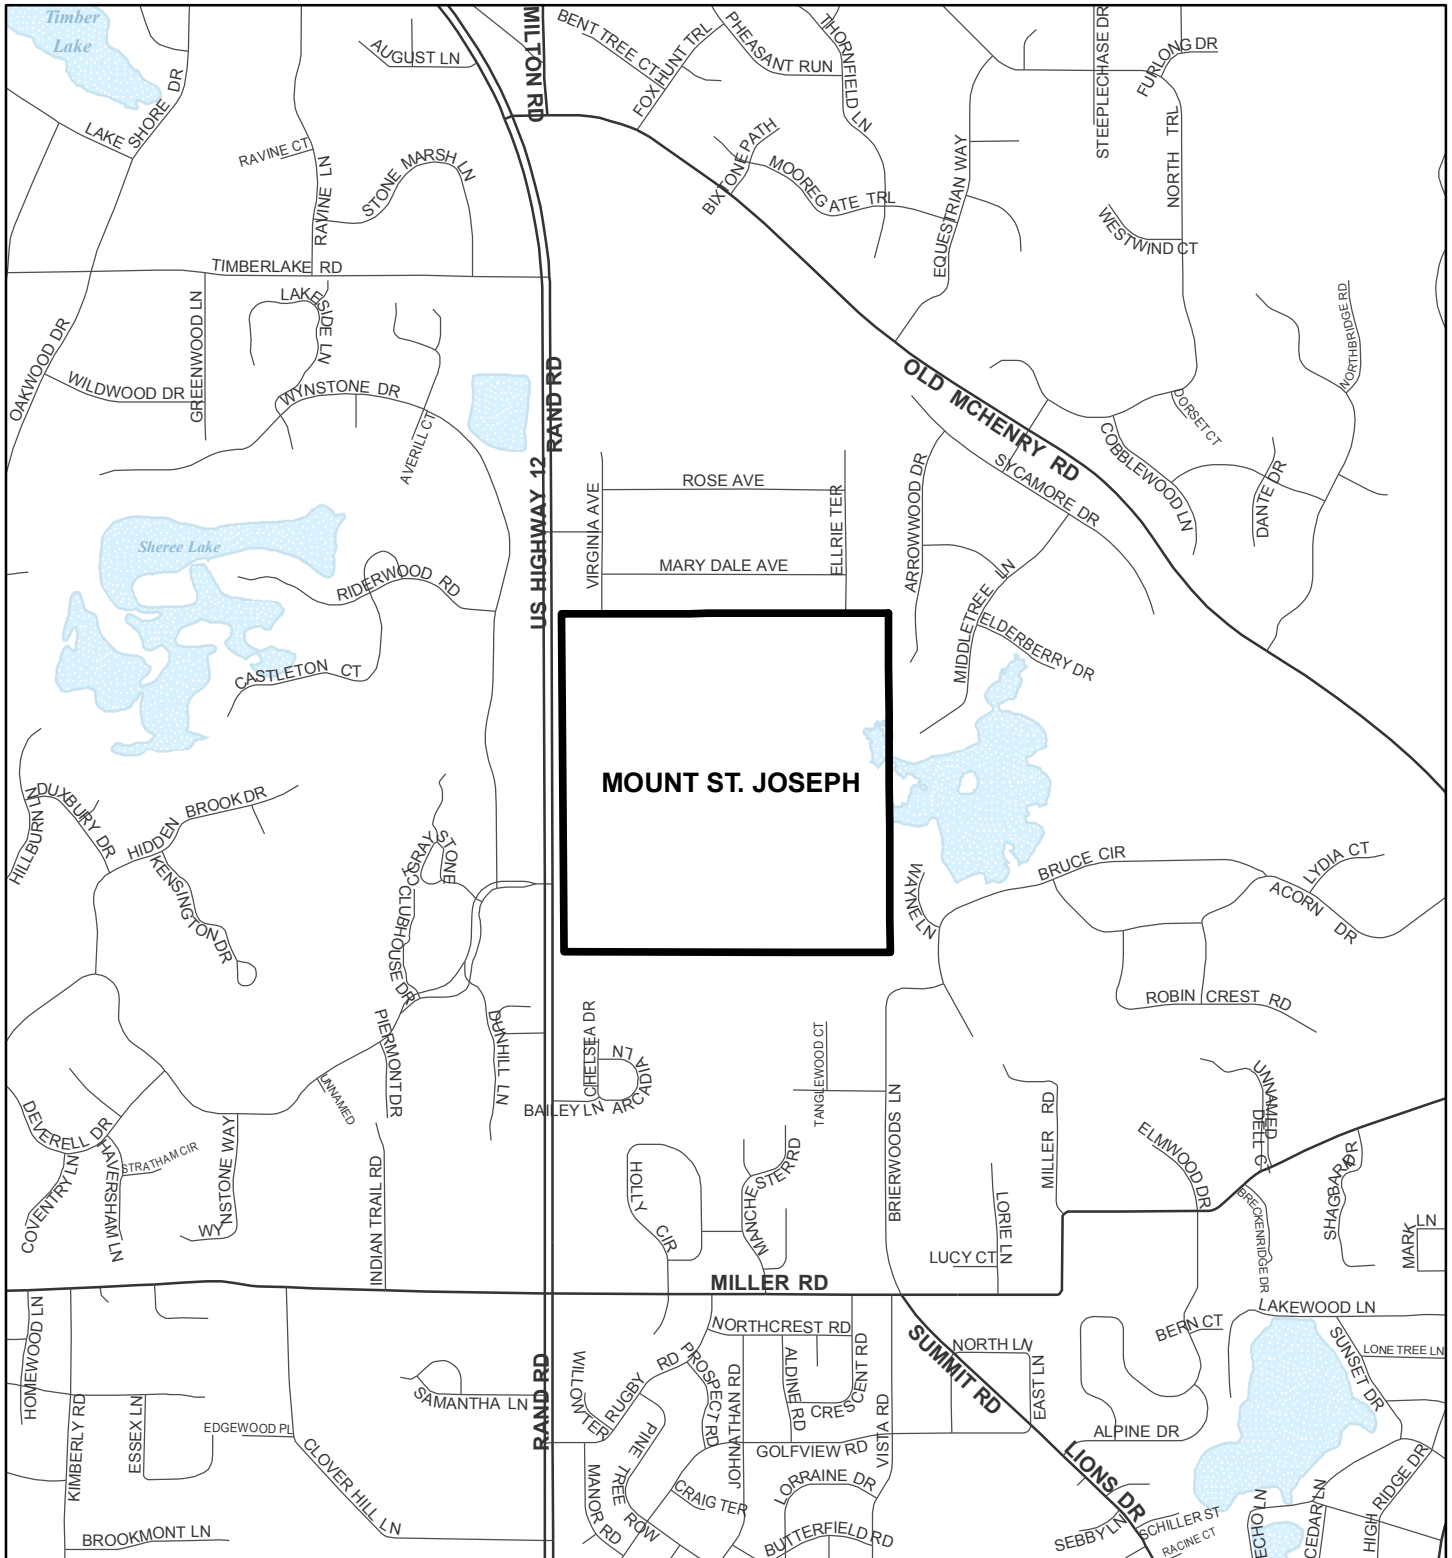 Timber
Lake
AUGUST LN
MILTON RD
BENT TREE CT
FOX HUNT TRL
PHEASANT RUN
THORNFIELD LN
STEEPLECHASE DR
FURLONG DR
LAKE SHORE DR
RAVINE CT
RAVINE LN
STONE MARSH LN
BIXTONE PATH
MOOREGATE TRL
EQUESTRIAN WAY
NORTH TRL
WESTWIND CT
TIMBERLAKE RD
OAKWOOD DR
WILDWOOD DR
GREENWOOD LN
LAKESIDE LN
WYNSTONE DR
AVERILL CT
RAND RD
US HIGHWAY 12
OLD MCHENRY RD
NORTHBRIDGE RD
DORSET CT
COBBLEWOOD LN
DANTE DR
SYCAMORE DR
ARROWOOD DR
ROSE AVE
VIRGINIA AVE
ELLRIE TER
MARY DALE AVE
Sheree Lake
RIDERWOOD RD
CASTLETON CT
MIDDLETREE LN
ELDERBERRY DR
MOUNT ST. JOSEPH
HILLBURN LN
DUXBURY DR
HIDDEN BROOK DR
KENSINGTON DR
GRAYSTONE CT
CLUBHOUSE DR
WAYNE LN
BRUCE CIR
LYDIA CT
ACORN DR
ROBIN CREST RD
PIERMONT DR
DUNHILL LN
CHELSEA DR
ARCADIA LN
BAILEY LN
TANGLEWOOD CT
BRIERWOODS LN
MILLER RD
UNNAMED
DELL CT
ELMWOOD DR
BRECKENRIDGE DR
SHAGBARK DR
MARK LN
DEVERELL DR
COVENTRY LN
HAVERSHAM LN
STRATHAM CIR
WYNSTONE WAY
UNNAMED
INDIAN TRAIL RD
HOLLY CIR
MANCHESTER RD
LORIE LN
LUCY CT
MILLER RD
HOMEWOOD LN
KIMBERLY RD
ESSEX LN
EDGEWOOD PL
CLOVER HILL LN
BROOKMONT LN
SAMANTHA LN
RAND RD
WILLOW TER
RUGBY RD
PROSPECT RD
PINE TREE ROW
MANOR RD
NORTHCREST RD
JOHNATHAN RD
ALDINE RD
CRESCENT RD
VISTA RD
GOLFVIEW RD
CRAIG TER
LORRAINE DR
BUTTERFIELD RD
SUMMIT RD
NORTH LN
EAST LN
LIONS DR
BERN CT
ALPINE DR
LAKEWOOD LN
SUNSET DR
LONE TREE LN
SEBBY LN
SCHILLER ST
RACINE CT
ECHO LN
CEDAR LN
HIGH RIDGE DR